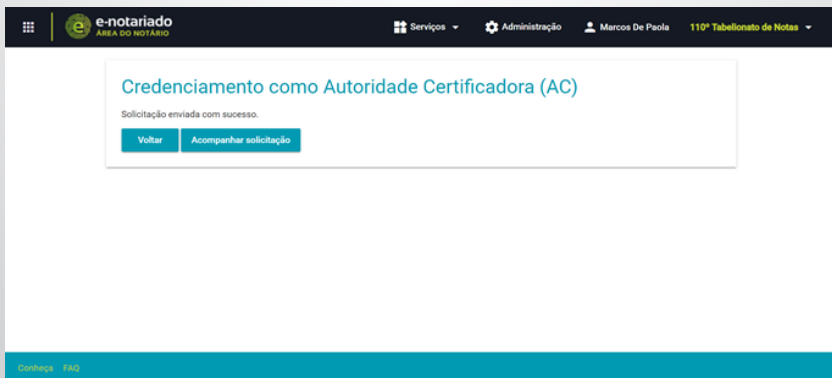 e-notariado
ÁREA DO NOTÁRIO
Serviços
Administração
Marcos De Paola
110º Tabelionato de Notas
Credenciamento como Autoridade Certificadora (AC)
Solicitação enviada com sucesso.
Voltar
Acompanhar solicitação
Conheça FAQ